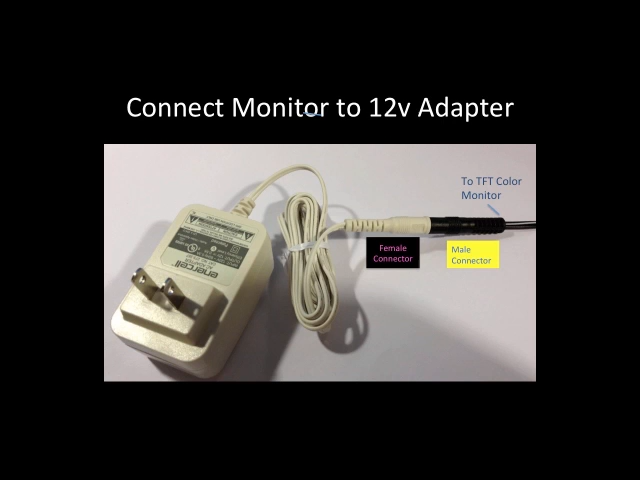 Connect Monitor to 12v Adapter
To TFT Color
Monitor
Female
Connector
Male
Connector
enercell